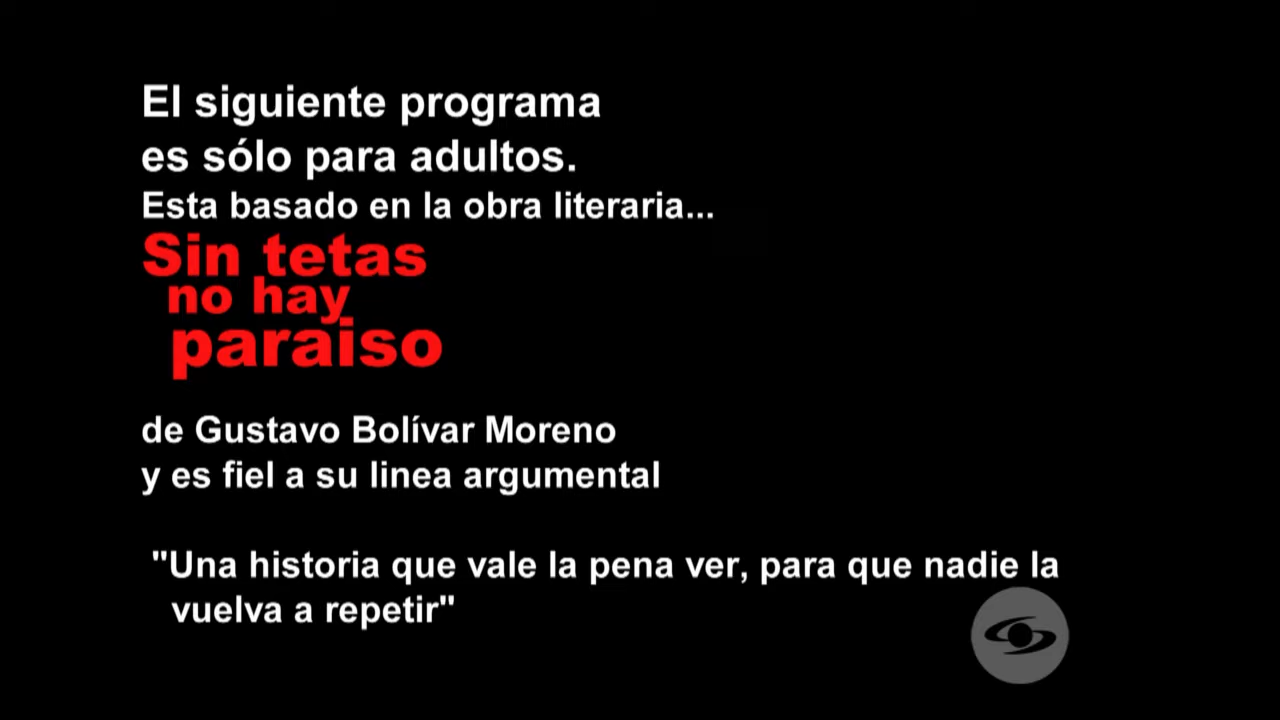 El siguiente programa
es sólo para adultos.
Esta basado en la obra literaria...
Sin tetas
no hay
paraiso
de Gustavo Bolívar Moreno
y es fiel a su linea argumental
"Una historia que vale la pena ver, para que nadie la
vuelva a repetir"